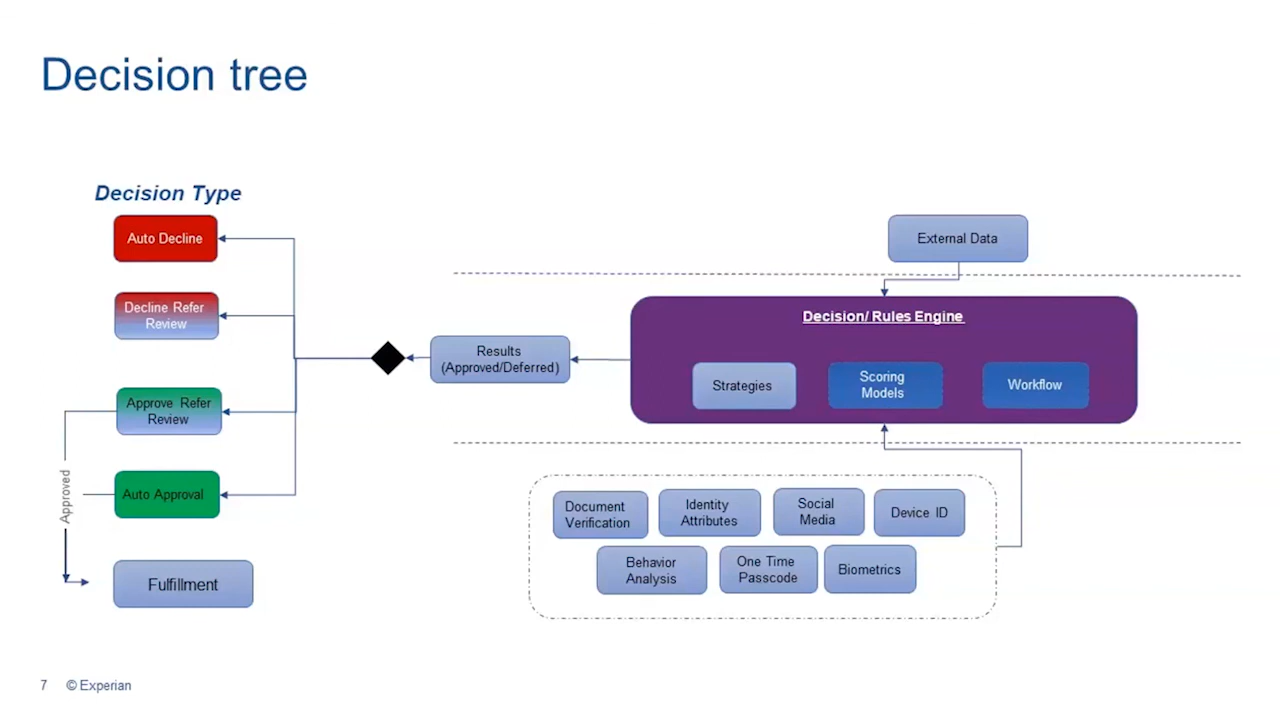 Decision tree
Decision Type
Auto Decline
Decline Refer
Review
Approve Refer
Review
Auto Approval
Approved
Fulfillment
Results
(Approved/Deferred)
External Data
Decision/ Rules Engine
Strategies
Scoring
Models
Workflow
Document
Verification
Identity
Attributes
Social
Media
Device ID
Behavior
Analysis
One Time
Passcode
Biometrics
7 © Experian